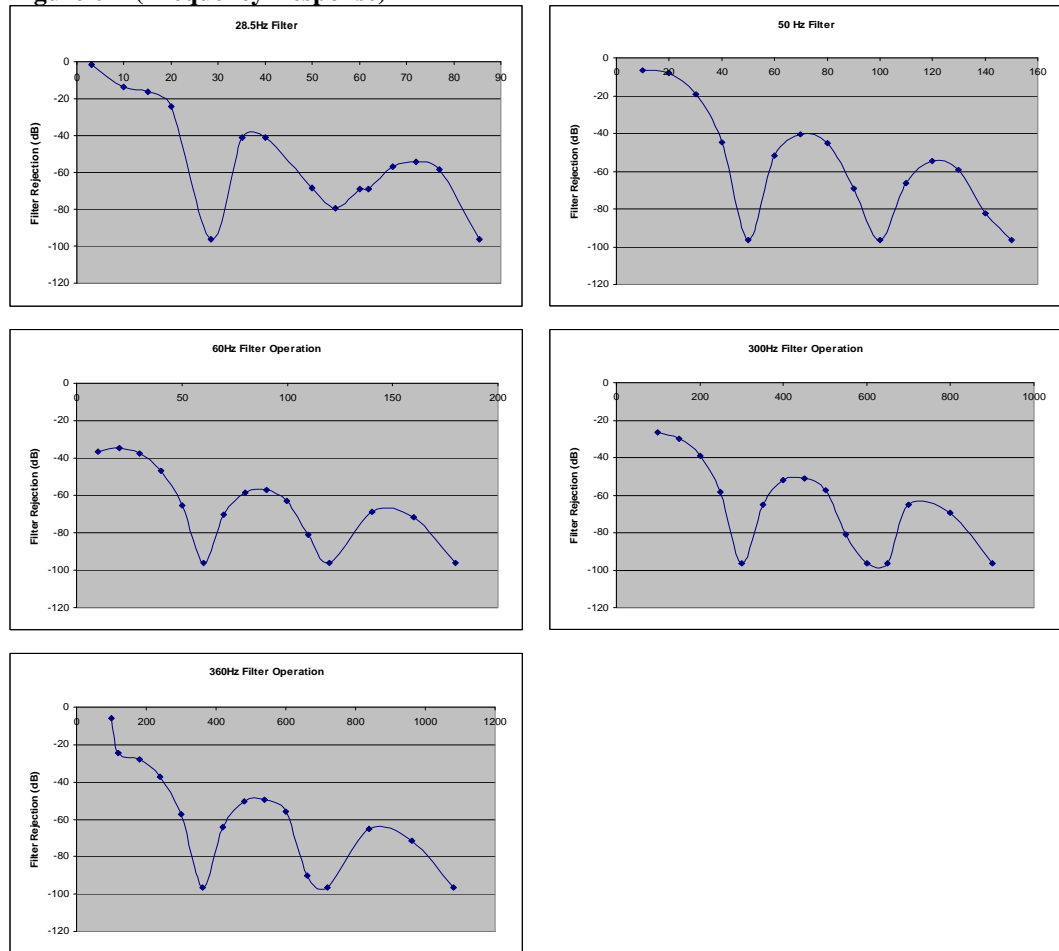 Figure (Frequency Response)
28.5Hz Filter
Filter Rejection (dB)
0
-20
-40
-60
-80
-100
-120
0 10 20 30 40 50 60 70 80 90
50 Hz Filter
Filter Rejection (dB)
0
-20
-40
-60
-80
-100
-120
0 20 40 60 80 100 120 140 160
60Hz Filter Operation
Filter Rejection (dB)
0
-20
-40
-60
-80
-100
-120
0 50 100 150 200
300Hz Filter Operation
Filter Rejection (dB)
0
-20
-40
-60
-80
-100
-120
0 200 400 600 800 1000
360Hz Filter Operation
Filter Rejection (dB)
0
-20
-40
-60
-80
-100
-120
0 200 400 600 800 1000 1200